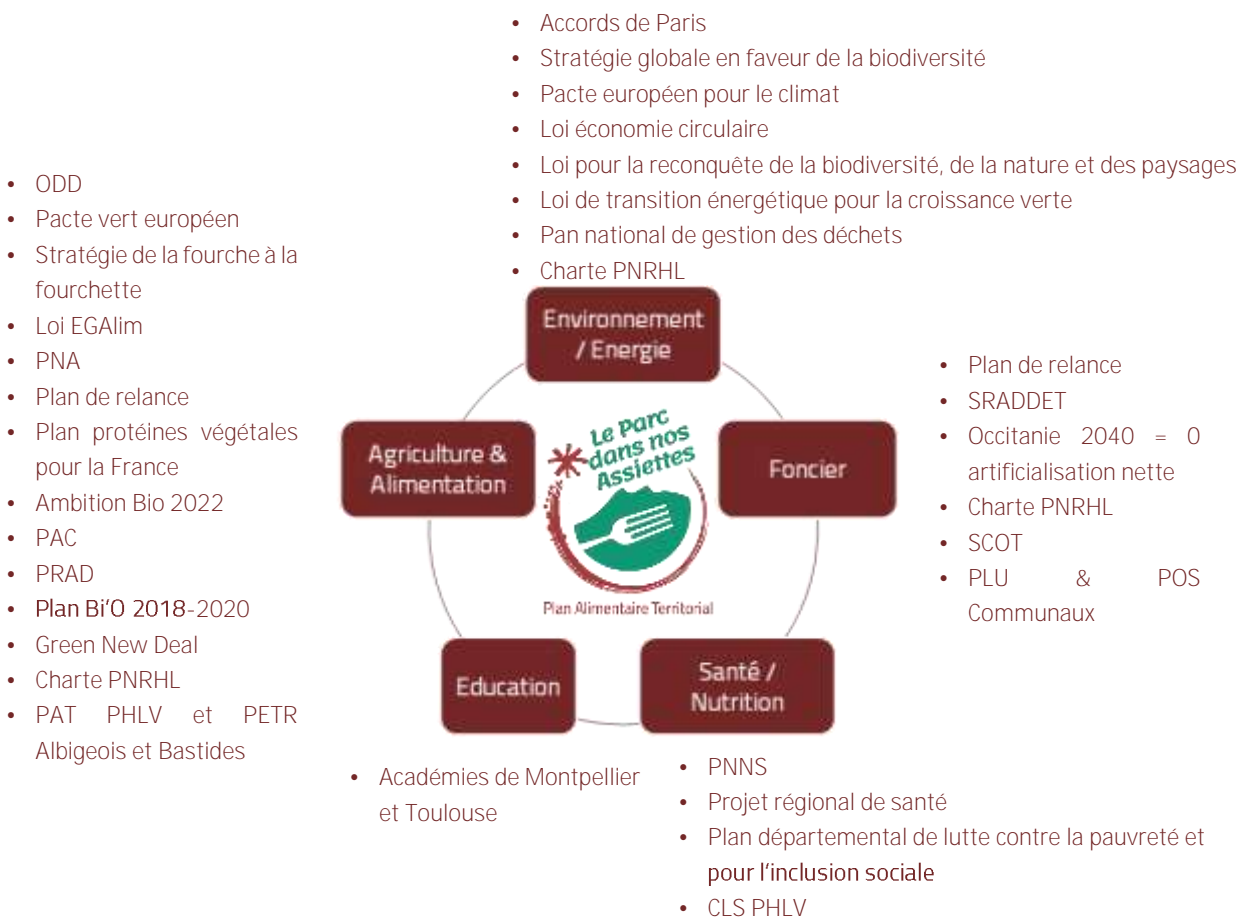 • Accords de Paris
• Stratégie globale en faveur de la biodiversité
• Pacte européen pour le climat
• Loi économie circulaire
• Loi pour la reconquête de la biodiversité, de la nature et des paysages
• Loi de transition énergétique pour la croissance verte
• Pan national de gestion des déchets
• Charte PNRHL
• ODD
• Pacte vert européen
• Stratégie de la fourche à la
fourchette
• Loi EGAlim
• PNA
• Plan de relance
• Plan protéines végétales
pour la France
• Ambition Bio 2022
• PAC
• PRAD
• Plan Bi'O 2018-2020
• Green New Deal
• Charte PNRHL
• PAT PHLV et PETR
Albigeois et Bastides
Environnement
/ Energie
Agriculture &
Alimentation
Le Parc
dans nos
Assiettes
Plan Alimentaire Territorial
Foncier
• Plan de relance
• SRADDET
• Occitanie 2040 = 0
artificialisation nette
• Charte PNRHL
• SCOT
• PLU & POS
Communaux
Education
Santé /
Nutrition
• Académies de Montpellier
et Toulouse
• PNNS
• Projet régional de santé
• Plan départemental de lutte contre la pauvreté et
pour l'inclusion sociale
• CLS PHLV